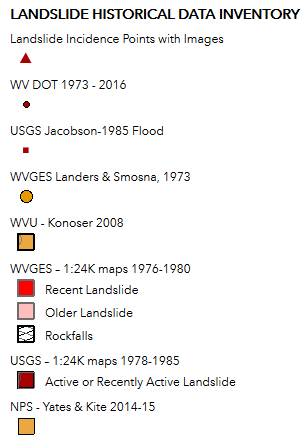 LANDSLIDE HISTORICAL DATA INVENTORY
Landslide Incidence Points with Images
WV DOT 1973 - 2016
USGS Jacobson-1985 Flood
WVGES Landers & Smosna, 1973
WVU - Konoser 2008
WVGES – 1:24K maps 1976-1980
Recent Landslide
Older Landslide
Rockfalls
USGS – 1:24K maps 1978-1985
Active or Recently Active Landslide
NPS - Yates & Kite 2014-15